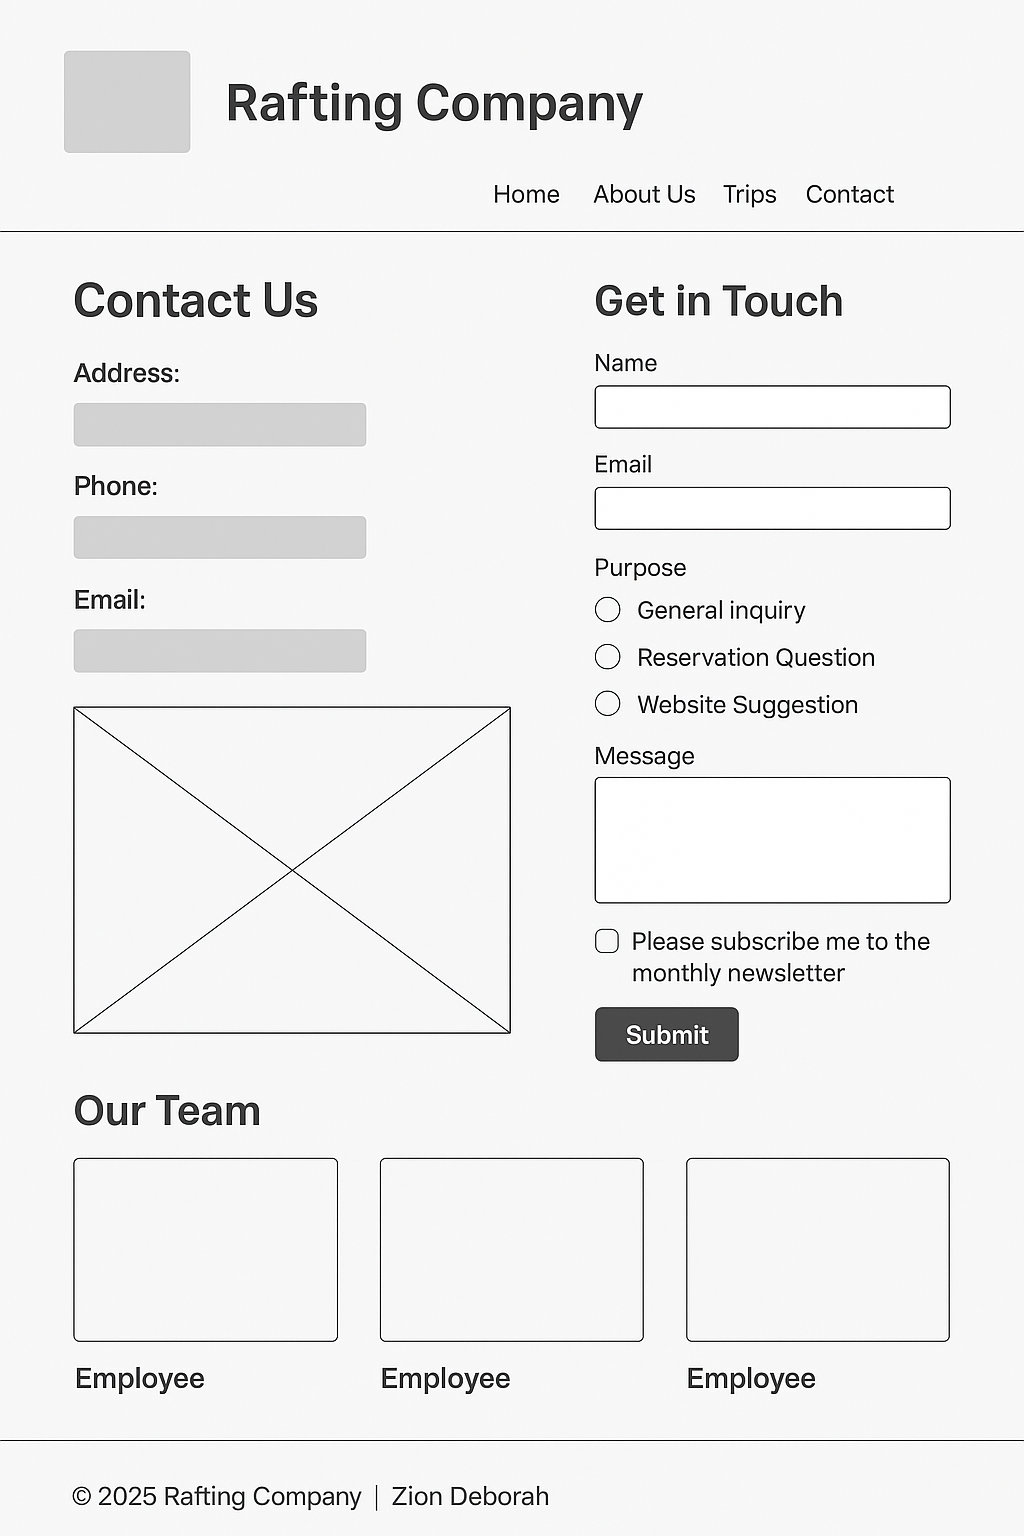 Rafting Company
Home About Us Trips Contact
Contact Us
Address:
Phone:
Email:
Get in Touch
Name
Email
Purpose
General inquiry
Reservation Question
Website Suggestion
Message
Please subscribe me to the
monthly newsletter
Submit
Our Team
Employee Employee Employee
© 2025 Rafting Company | Zion Deborah